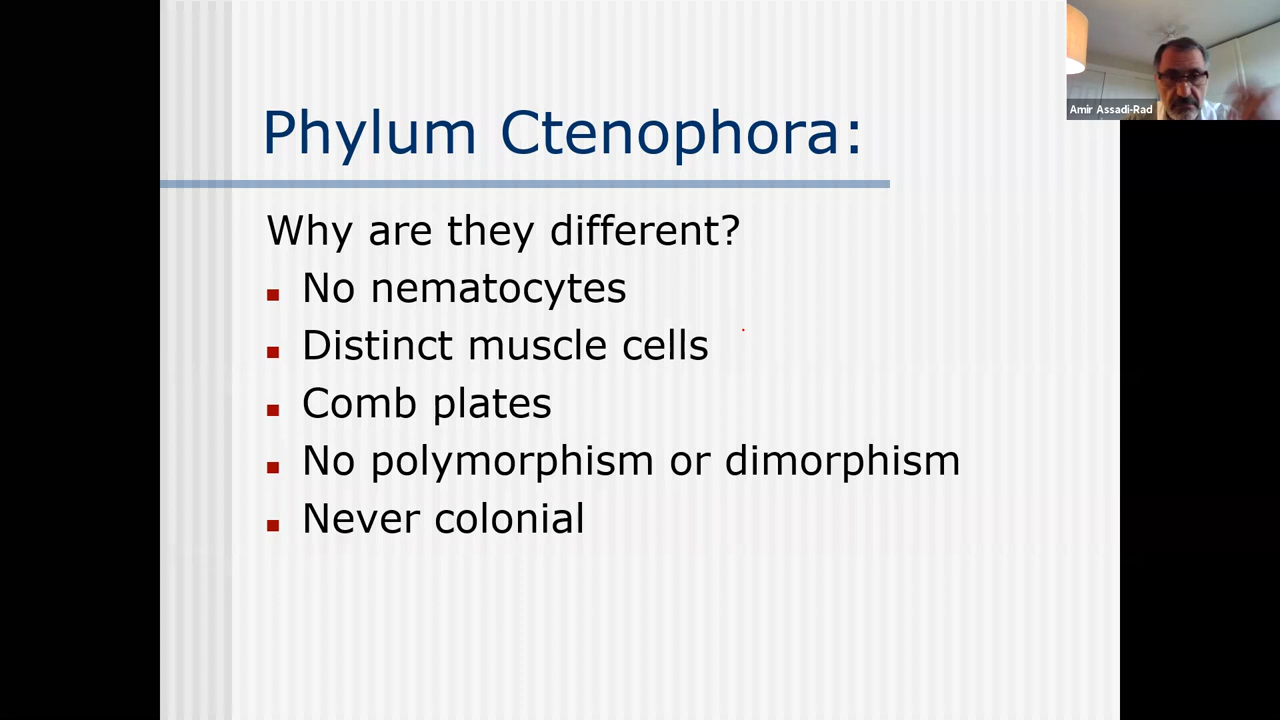 Phylum Ctenophora:
Why are they different?
No nematocytes
Distinct muscle cells
Comb plates
No polymorphism or dimorphism
Never colonial
Amir Assadi-Rad